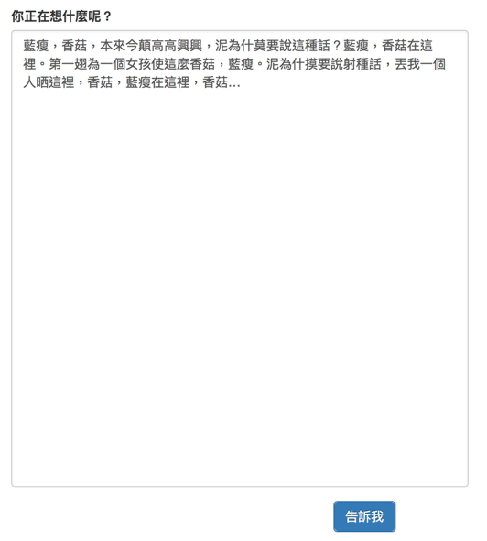 你正在想什麼呢？
藍瘦，香菇，本來今顛高高興興，泥為什莫要說這種話？藍瘦，香菇在這
裡。第一翅為一個女孩使這麼香菇，藍瘦。泥為什摸要說射種話，丟我一個
人哂這裡，香菇，藍瘦在這裡，香菇...
告訴我